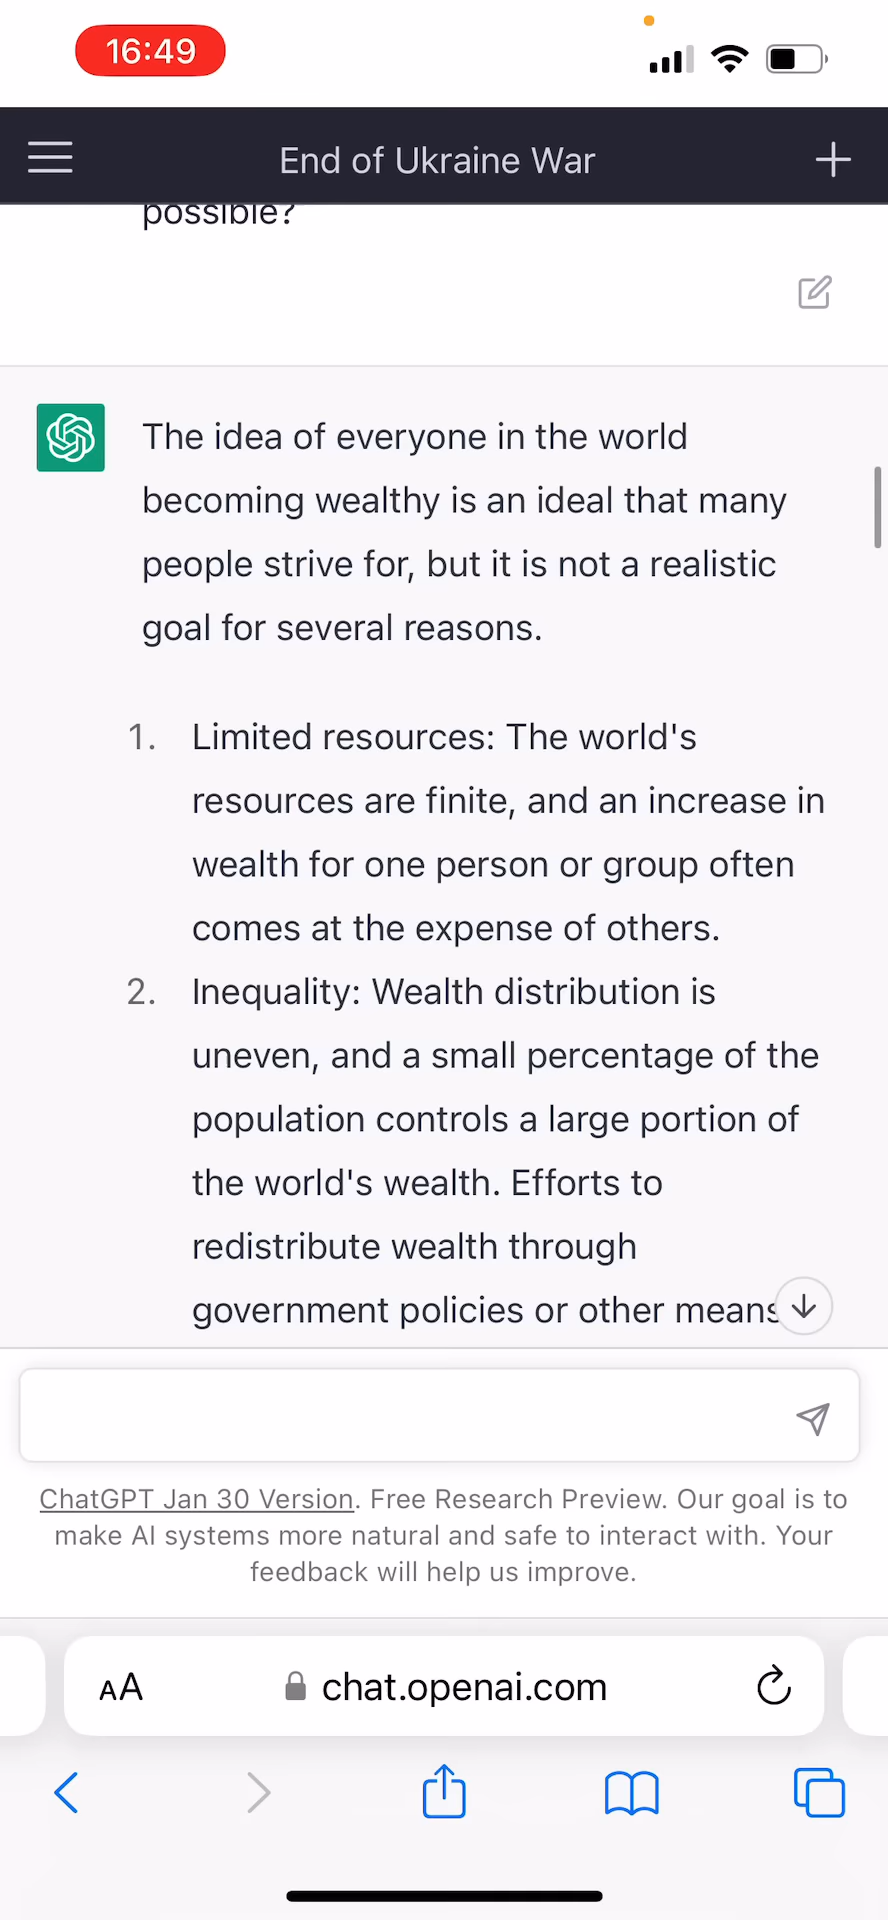 16:49
End of Ukraine War
possible?
The idea of everyone in the world
becoming wealthy is an ideal that many
people strive for, but it is not a realistic
goal for several reasons.
1. Limited resources: The world's
resources are finite, and an increase in
wealth for one person or group often
comes at the expense of others.
2. Inequality: Wealth distribution is
uneven, and a small percentage of the
population controls a large portion of
the world's wealth. Efforts to
redistribute wealth through
government policies or other means
ChatGPT Jan 30 Version. Free Research Preview. Our goal is to
make AI systems more natural and safe to interact with. Your
feedback will help us improve.
AA chat.openai.com